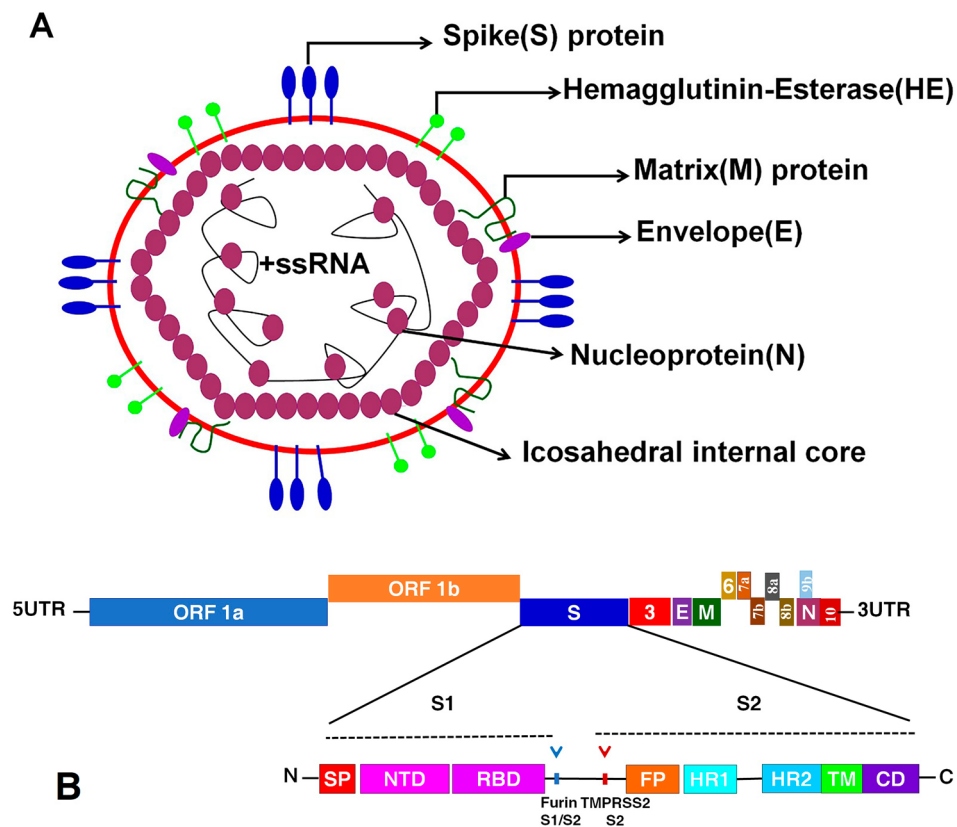 A
Spike(S) protein
Hemagglutinin-Esterase(HE)
Matrix(M) protein
Envelope(E)
+ssRNA
Nucleoprotein(N)
Icosahedral internal core
5UTR ORF 1a ORF 1b S 3 E M 6 7a 7b 8a 8b 9b N 10 3UTR
S1 S2
N SP NTD RBD FP HR1 HR2 TM CD C
Furin TMPRSS2
S1/S2 S2
B